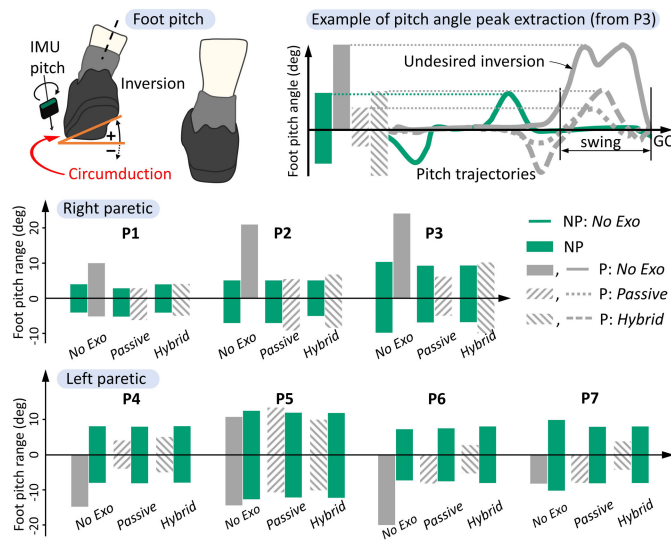 Foot pitch
IMU
pitch
Inversion
+
−
Circumduction
Example of pitch angle peak extraction (from P3)
Foot pitch angle (deg)
Undesired inversion
Pitch trajectories
swing
GC
Right paretic
Foot pitch range (deg)
20
10
0
-10
P1
P2
P3
No Exo
Passive
Hybrid
No Exo
Passive
Hybrid
No Exo
Passive
Hybrid
NP: No Exo
NP
, P: No Exo
, P: Passive
, P: Hybrid
Left paretic
Foot pitch range (deg)
10
0
-10
-20
P4
P5
P6
P7
No Exo
Passive
Hybrid
No Exo
Passive
Hybrid
No Exo
Passive
Hybrid
No Exo
Passive
Hybrid